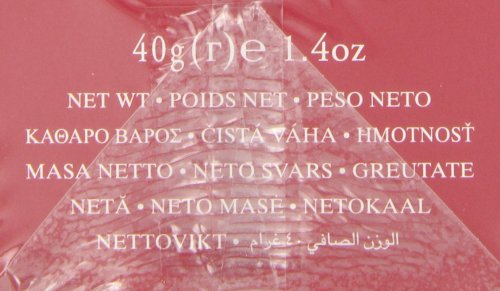 40g(г)℮ 1.4oz
NET WT • POIDS NET • PESO NETO
ΚΑΘΑΡΟ ΒΑΡΟΣ • ČISTÁ VÁHA • HMOTNOSŤ
MASA NETTO • NETO SVARS • GREUTATE
NETĂ • NETO MASĖ • NETOKAAL
NETTOVIKT • الوزن الصافي ٤٠ غرام